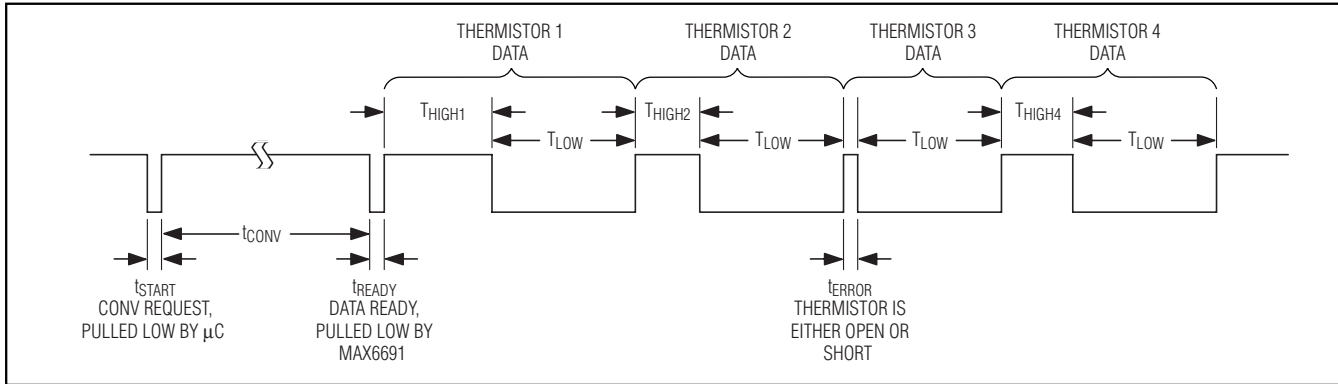 THERMISTOR 1
DATA
THERMISTOR 2
DATA
THERMISTOR 3
DATA
THERMISTOR 4
DATA
THIGH1
THIGH2
THIGH4
TLOW
TLOW
TLOW
TLOW
tCONV
tSTART
CONV REQUEST,
PULLED LOW BY µC
tREADY
DATA READY,
PULLED LOW BY
MAX6691
tERROR
THERMISTOR IS
EITHER OPEN OR
SHORT